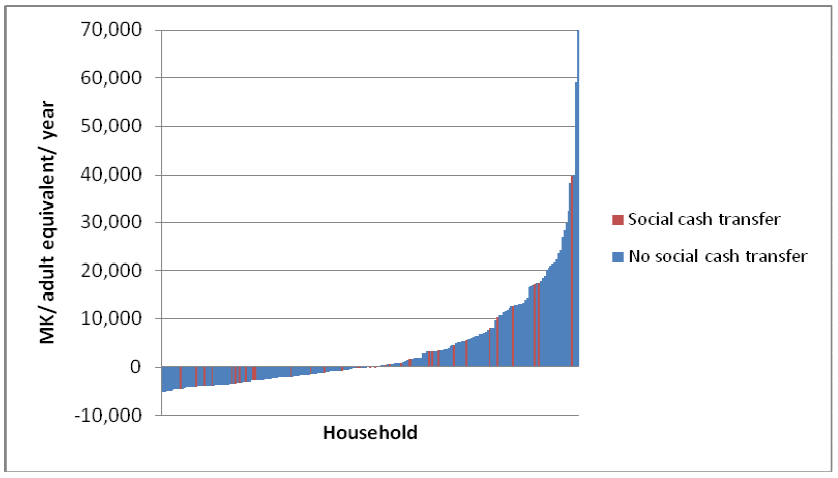 70,000
60,000
50,000
40,000
30,000
20,000
10,000
0
-10,000
MK/ adult equivalent/ year
Household
Social cash transfer
No social cash transfer